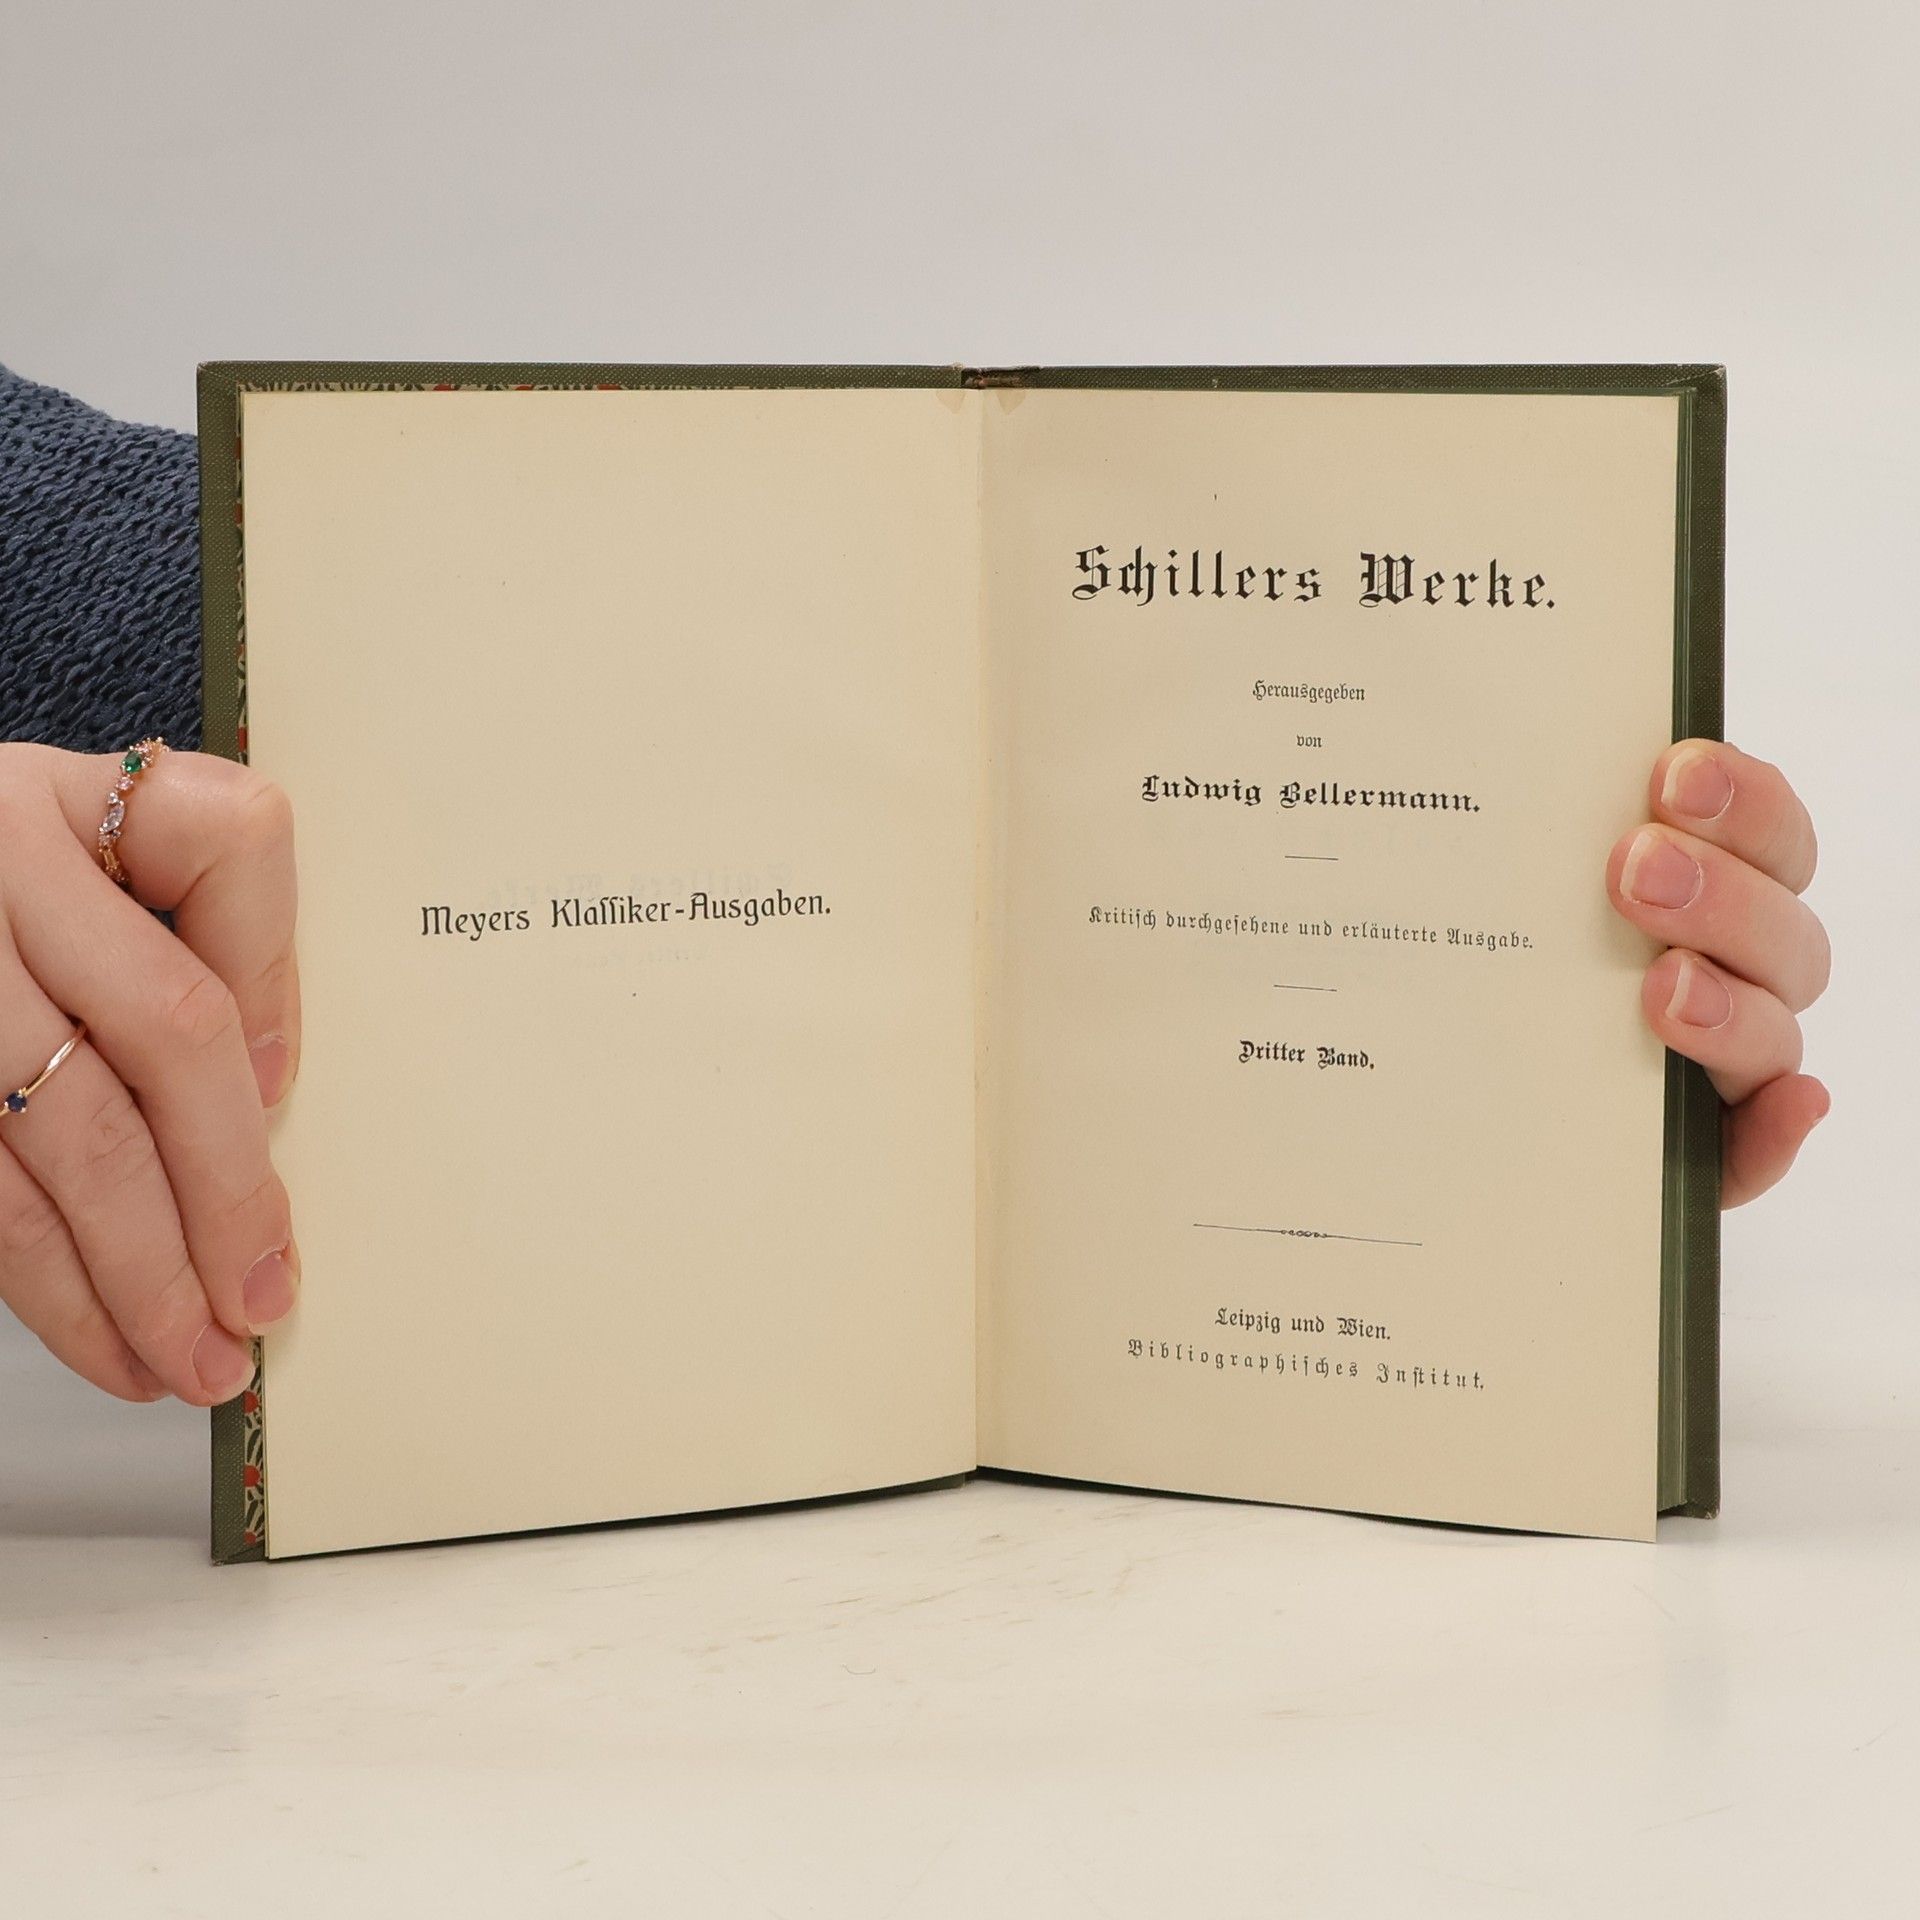 Meyers Klaſſiker-Ausgaben.
Schillers Werke.
Herausgegeben
von
Ludwig Bellermann.
Kritiſch durchgeſehene und erläuterte Ausgabe.
Dritter Band.
Leipzig und Wien.
Bibliographiſches Inſtitut.